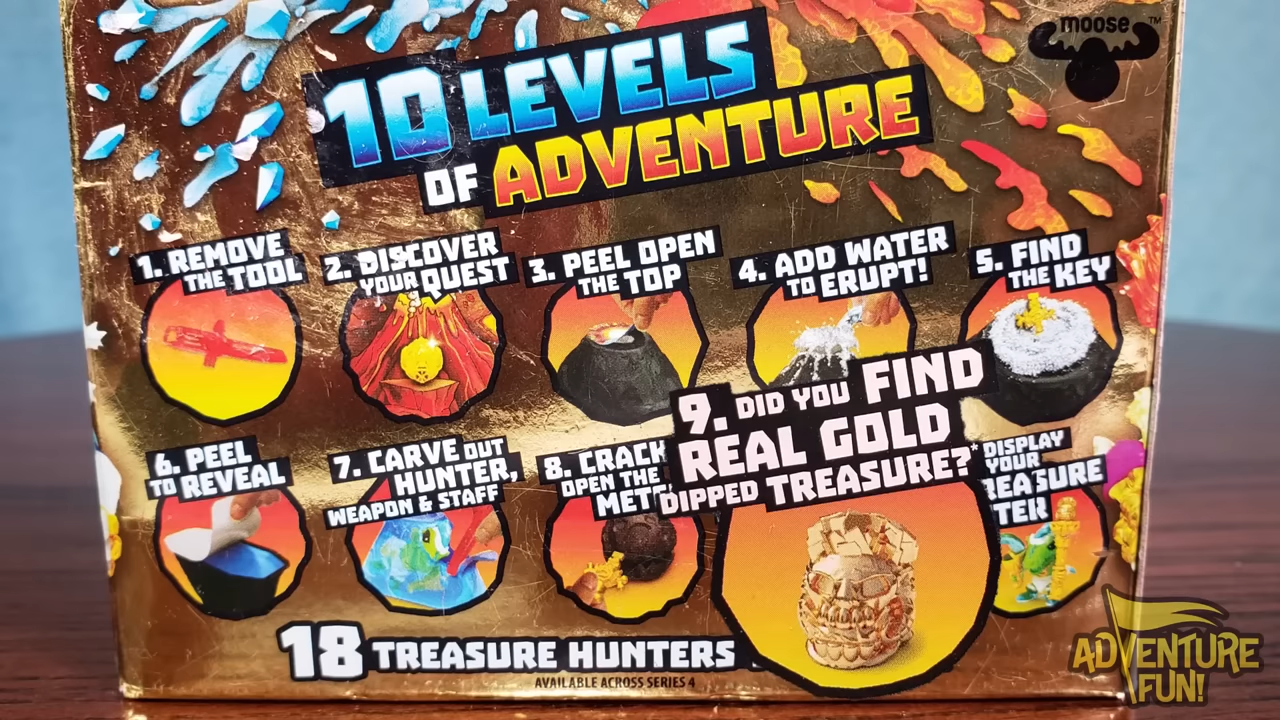 moose™
10 LEVELS
OF ADVENTURE
1. REMOVE
THE TOOL
2. DISCOVER
YOUR QUEST
3. PEEL OPEN
THE TOP
4. ADD WATER
TO ERUPT!
5. FIND
THE KEY
6. PEEL
TO REVEAL
7. CARVE OUT
HUNTER,
WEAPON & STAFF
8. CRACK
OPEN THE
9. DID YOU FIND
REAL GOLD
DIPPED TREASURE?*
DISPLAY
YOUR
18 TREASURE HUNTERS
AVAILABLE ACROSS SERIES 4
ADVENTURE
FUN!